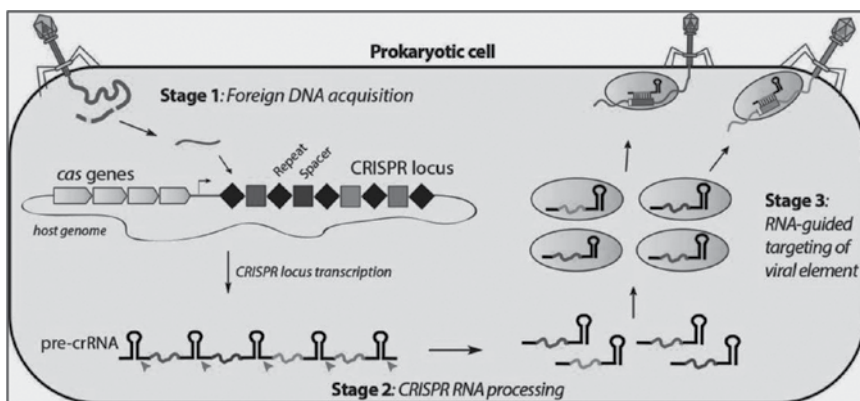 Prokaryotic cell
Stage 1: Foreign DNA acquisition
cas genes
Repeat
Spacer
CRISPR locus
host genome
CRISPR locus transcription
pre-crRNA
Stage 2: CRISPR RNA processing
Stage 3:
RNA-guided
targeting of
viral element